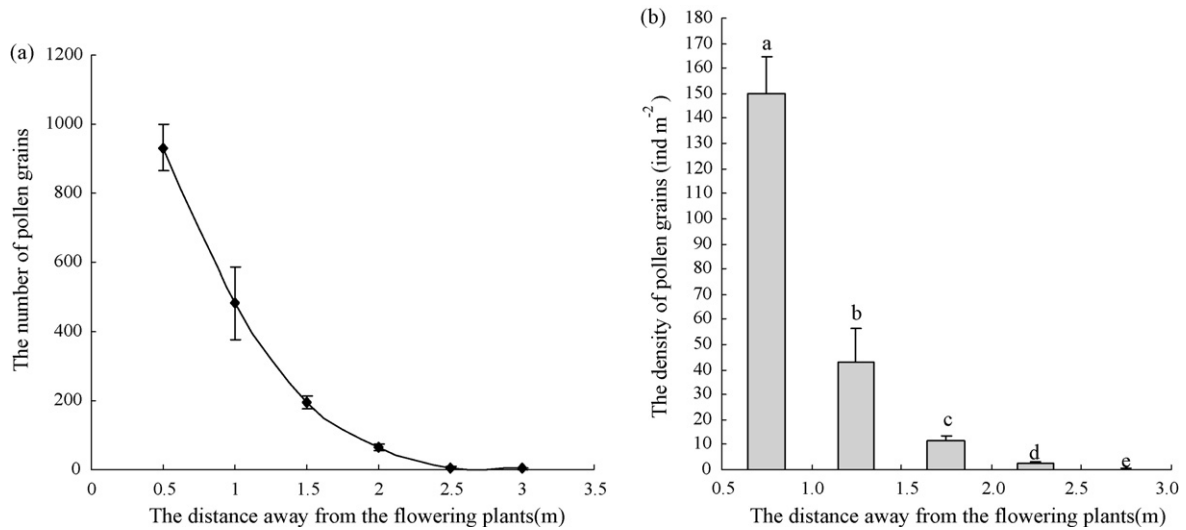 (a)
1200
1000
800
600
400
200
0
The number of pollen grains
0 0.5 1 1.5 2 2.5 3 3.5
The distance away from the flowering plants(m)
(b)
180
170
160
150
140
130
120
110
100
90
80
70
60
50
40
30
20
10
0
The density of pollen grains (ind m⁻²)
a
b
c
d
e
0.5 1.0 1.5 2.0 2.5 3.0
The distance away from the flowering plants (m)